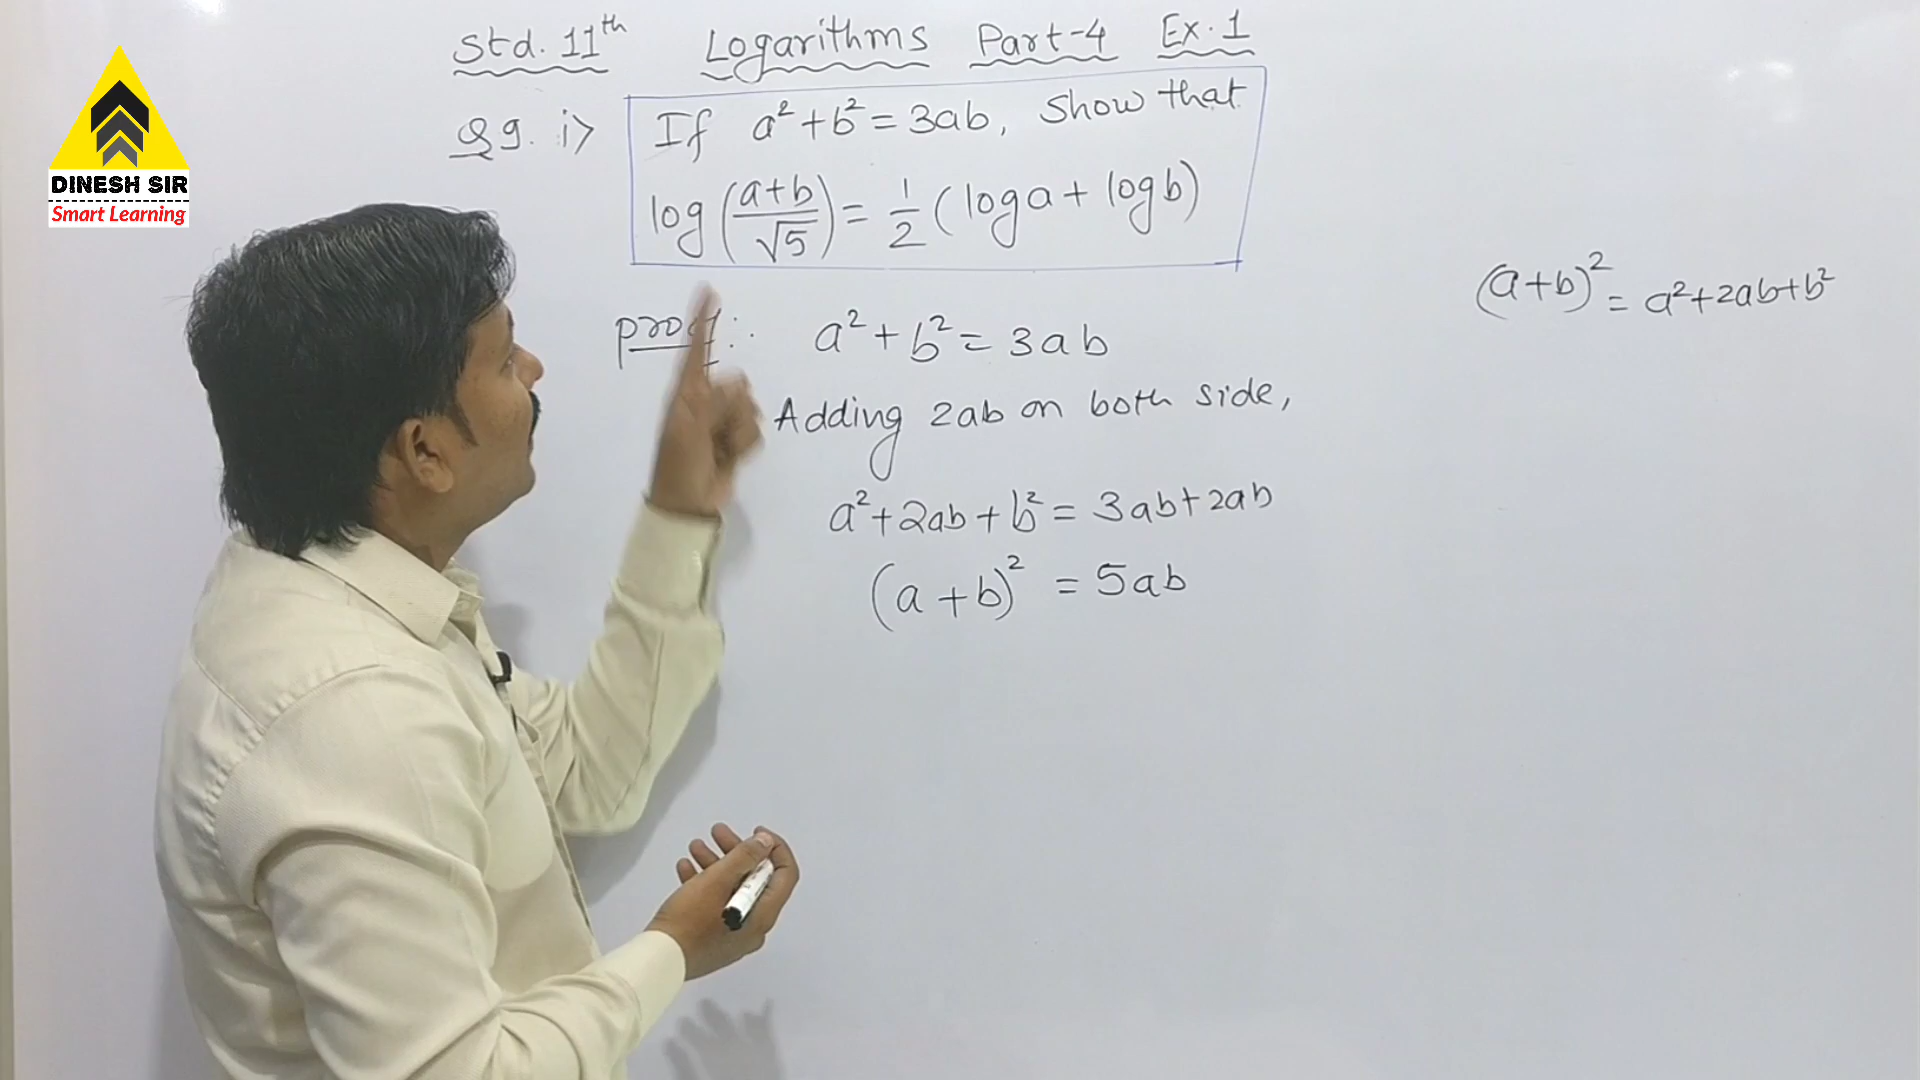 DINESH SIR
Smart Learning
Std. 11th Logarithms Part-4 Ex. 1
Q9. i> If a² + b² = 3ab, Show that
log((a+b)/√5) = 1/2 (log a + log b)
(a+b)² = a²+2ab+b²
proof:. a² + b² = 3ab
Adding 2ab on both side,
a² + 2ab + b² = 3ab + 2ab
(a + b)² = 5ab